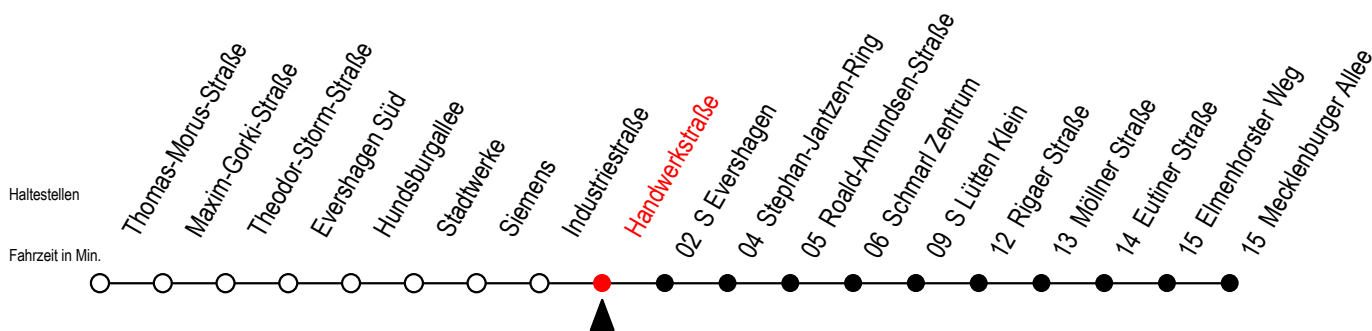 Haltestellen
Fahrzeit in Min.
Thomas-Morus-Straße
Maxim-Gorki-Straße
Theodor-Storm-Straße
Evershagen Süd
Hundsburgallee
Stadtwerke
Siemens
Industriestraße
Handwerkstraße
02 S Evershagen
04 Stephan-Jantzen-Ring
05 Roald-Amundsen-Straße
06 Schmarl Zentrum
09 S Lütten Klein
12 Rigaer Straße
13 Möllner Straße
14 Eutiner Straße
15 Elmenhorster Weg
15 Mecklenburger Allee